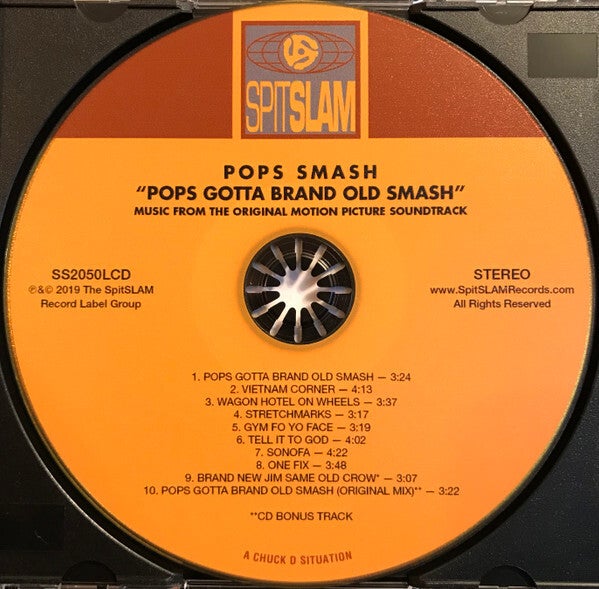 SPITSLAM
POPS SMASH
"POPS GOTTA BRAND OLD SMASH"
MUSIC FROM THE ORIGINAL MOTION PICTURE SOUNDTRACK
SS2050LCD
℗&© 2019 The SpitSLAM
Record Label Group
STEREO
www.SpitSLAMRecords.com
All Rights Reserved
1. POPS GOTTA BRAND OLD SMASH – 3:24
2. VIETNAM CORNER – 4:13
3. WAGON HOTEL ON WHEELS – 3:37
4. STRETCHMARKS – 3:17
5. GYM FO YO FACE – 3:19
6. TELL IT TO GOD – 4:02
7. SONOFA – 4:22
8. ONE FIX – 3:48
9. BRAND NEW JIM SAME OLD CROW* – 3:07
10. POPS GOTTA BRAND OLD SMASH (ORIGINAL MIX)** – 3:22
**CD BONUS TRACK
A CHUCK D SITUATION